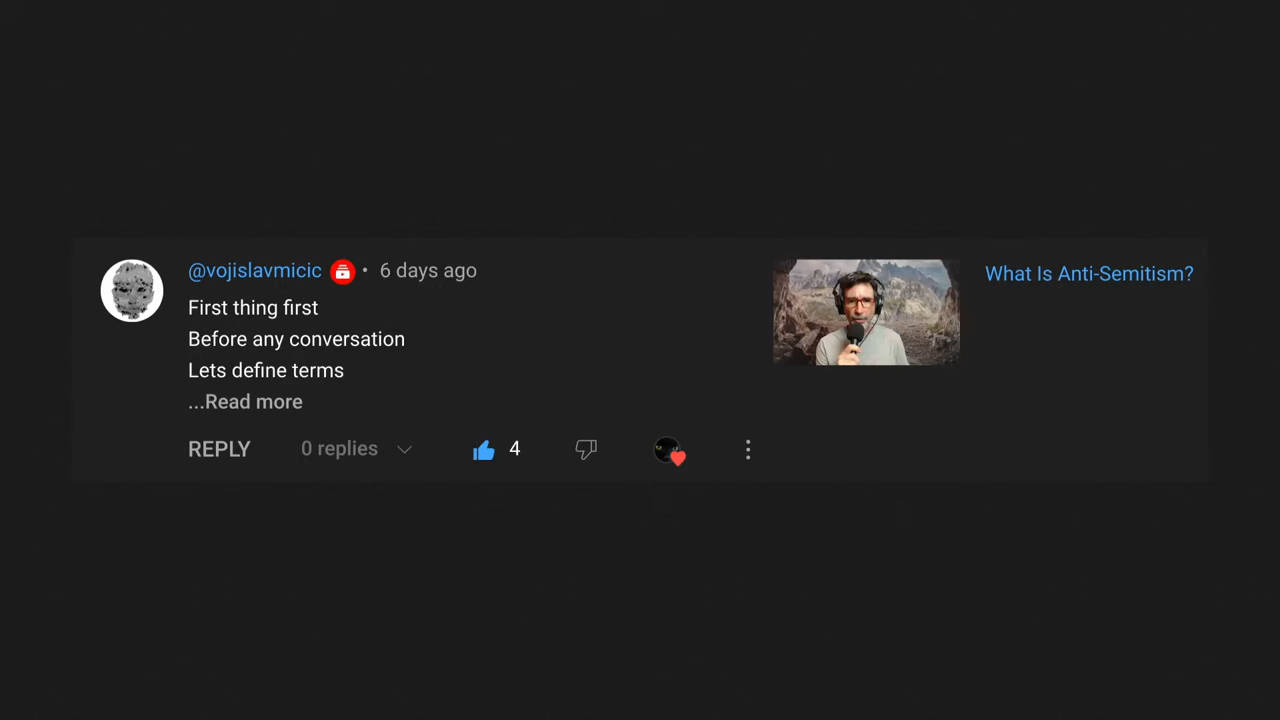 @vojislavmicic • 6 days ago
First thing first
Before any conversation
Lets define terms
...Read more
REPLY 0 replies 4
What Is Anti-Semitism?